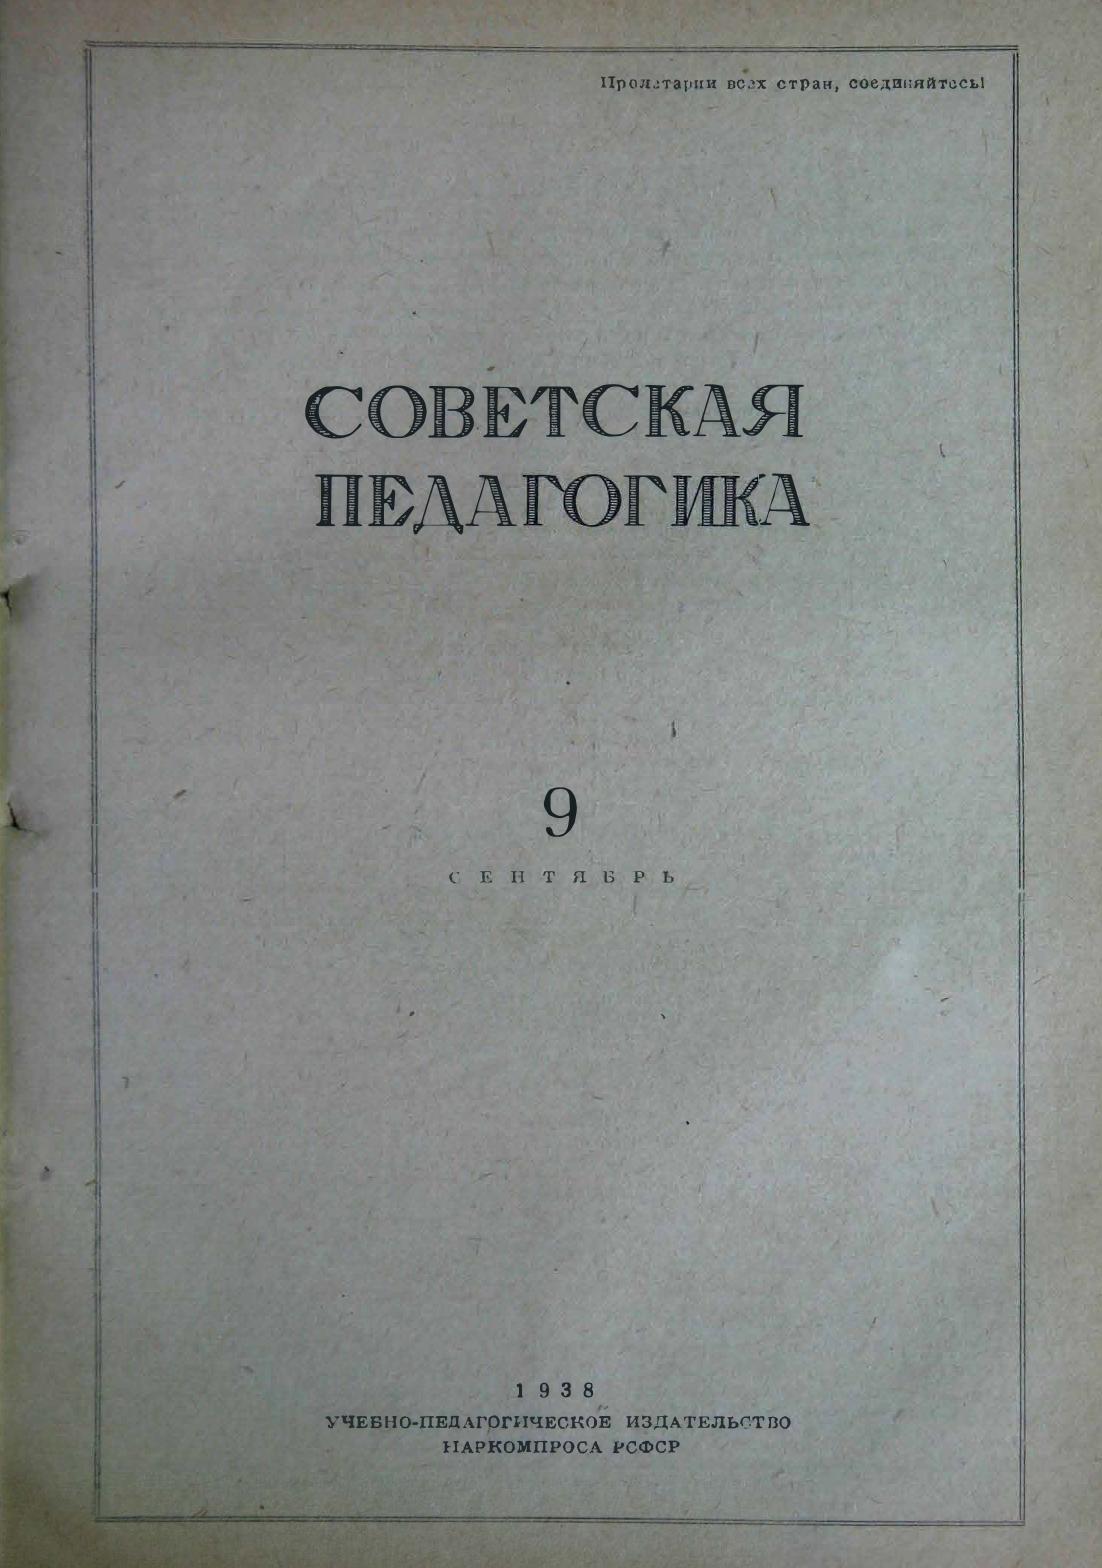 Пролетарии всех стран, соединяйтесь!
СОВЕТСКАЯ
ПЕДАГОГИКА
9
СЕНТЯБРЬ
1938
УЧЕБНО-ПЕДАГОГИЧЕСКОЕ ИЗДАТЕЛЬСТВО
НАРКОМПРОСА РСФСР